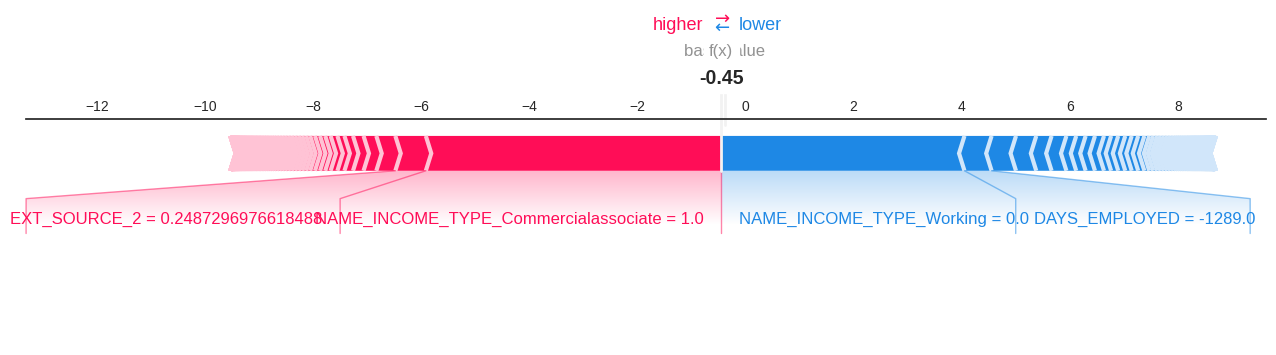 higher ⇄ lower
ba f(x) lue
-0.45
−12 −10 −8 −6 −4 −2 0 2 4 6 8
EXT_SOURCE_2 = 0.2487296976618488 NAME_INCOME_TYPE_Commercialassociate = 1.0 NAME_INCOME_TYPE_Working = 0.0 DAYS_EMPLOYED = -1289.0